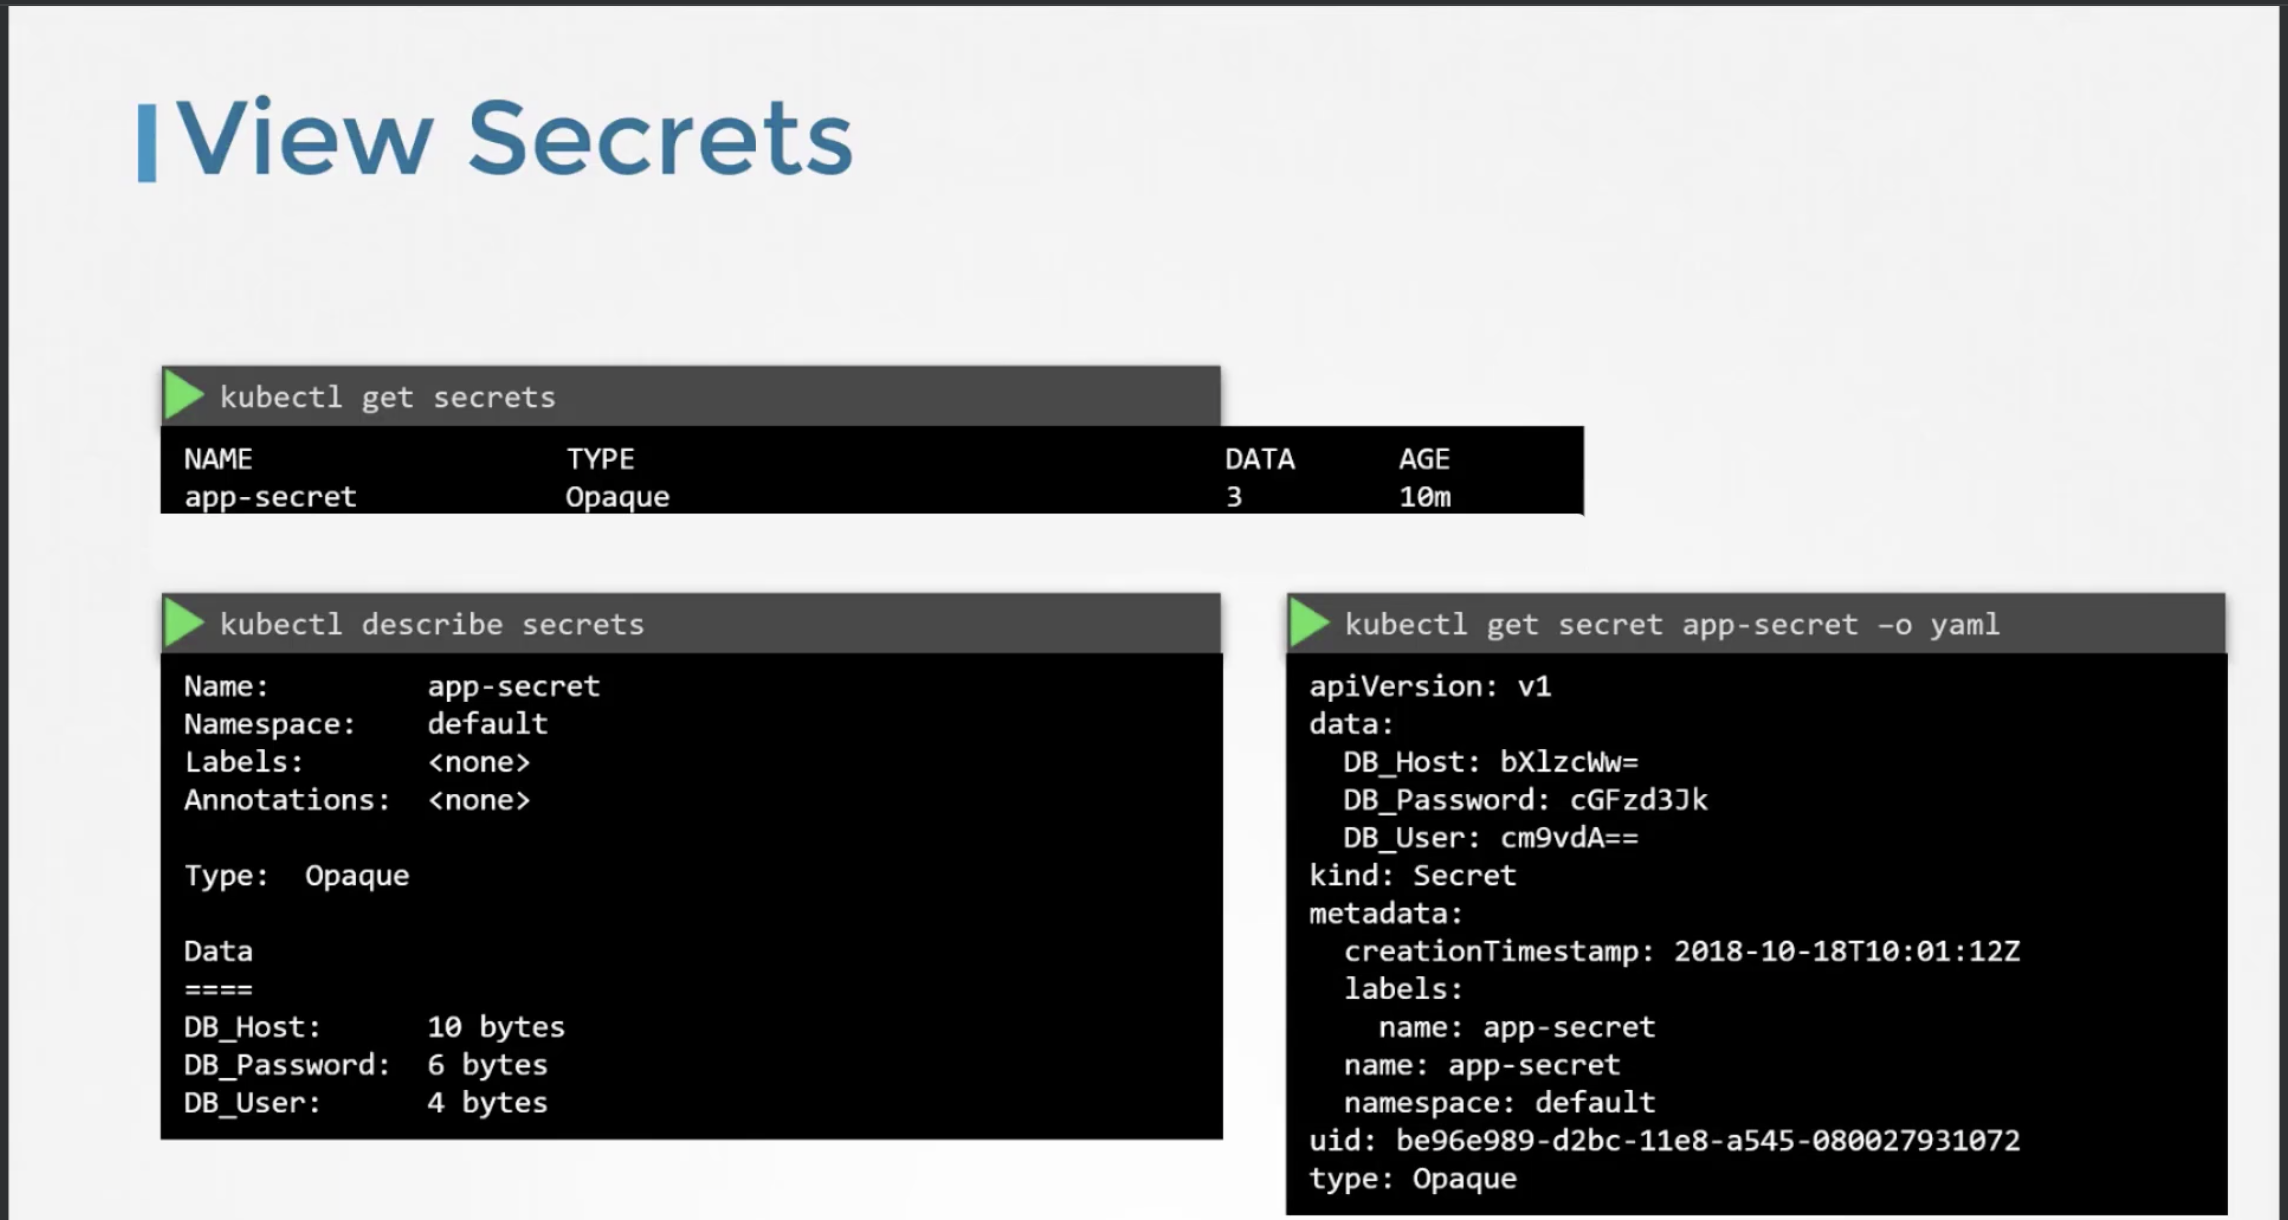 View Secrets
kubectl get secrets
NAME TYPE DATA AGE
app-secret Opaque 3 10m
kubectl describe secrets
Name: app-secret
Namespace: default
Labels: <none>
Annotations: <none>
Type: Opaque
Data
====
DB_Host: 10 bytes
DB_Password: 6 bytes
DB_User: 4 bytes
kubectl get secret app-secret –o yaml
apiVersion: v1
data:
  DB_Host: bXlzcWw=
  DB_Password: cGFzd3Jk
  DB_User: cm9vdA==
kind: Secret
metadata:
  creationTimestamp: 2018-10-18T10:01:12Z
  labels:
    name: app-secret
  name: app-secret
  namespace: default
uid: be96e989-d2bc-11e8-a545-080027931072
type: Opaque